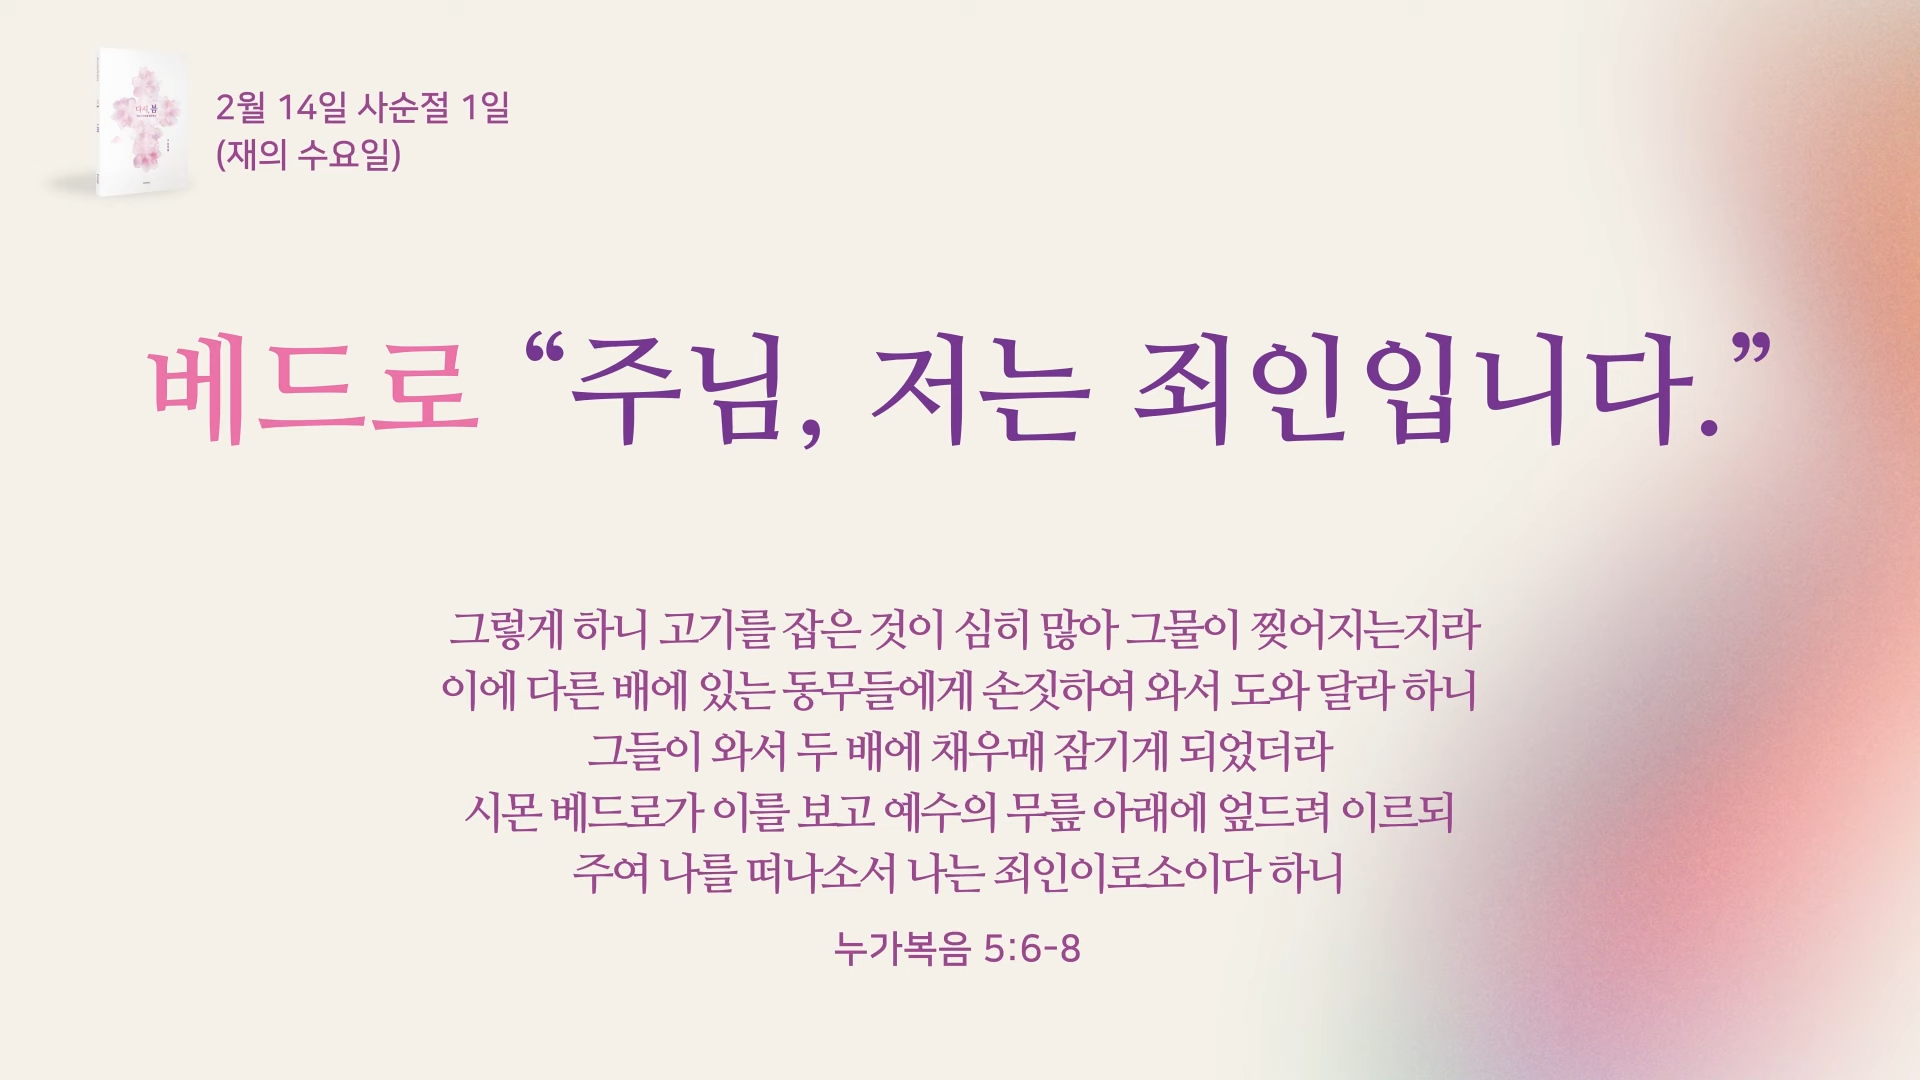 다시, 봄
2월 14일 사순절 1일
(재의 수요일)
베드로 “주님, 저는 죄인입니다.”
그렇게 하니 고기를 잡은 것이 심히 많아 그물이 찢어지는지라
이에 다른 배에 있는 동무들에게 손짓하여 와서 도와 달라 하니
그들이 와서 두 배에 채우매 잠기게 되었더라
시몬 베드로가 이를 보고 예수의 무릎 아래에 엎드려 이르되
주여 나를 떠나소서 나는 죄인이로소이다 하니
누가복음 5:6-8